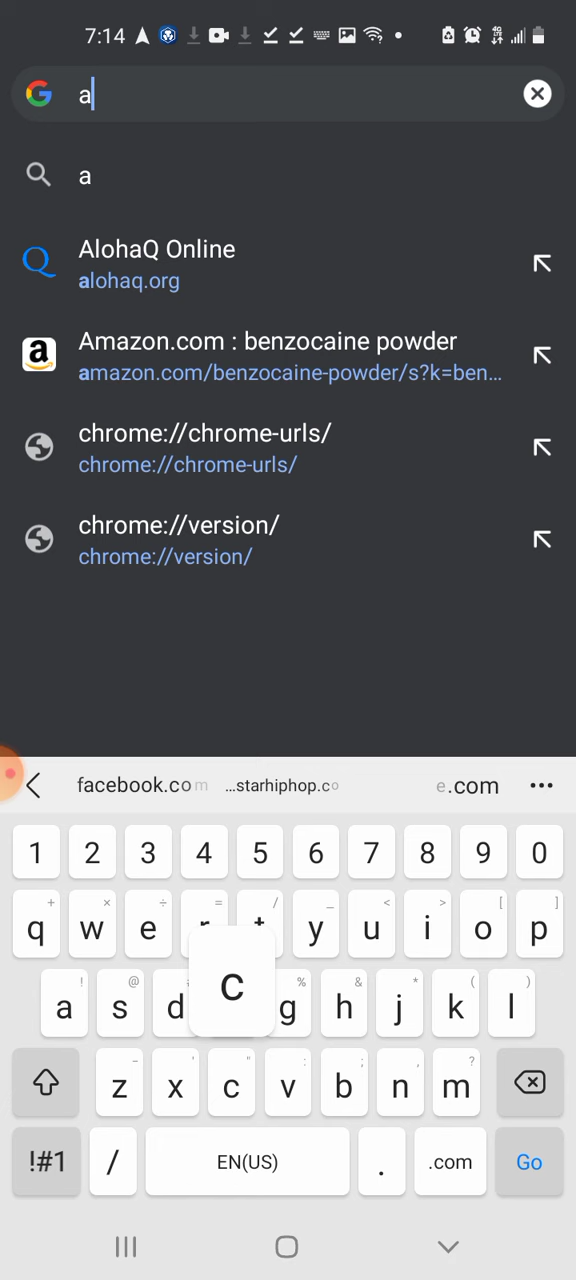 7:14
a
a
AlohaQ Online
alohaq.org
Amazon.com : benzocaine powder
amazon.com/benzocaine-powder/s?k=ben...
chrome://chrome-urls/
chrome://chrome-urls/
chrome://version/
chrome://version/
facebook.com ...starhiphop.co e.com
1 2 3 4 5 6 7 8 9 0
q w e r t y u i o p
a s d c g h j k l
z x c v b n m
!#1 / EN(US) . .com Go